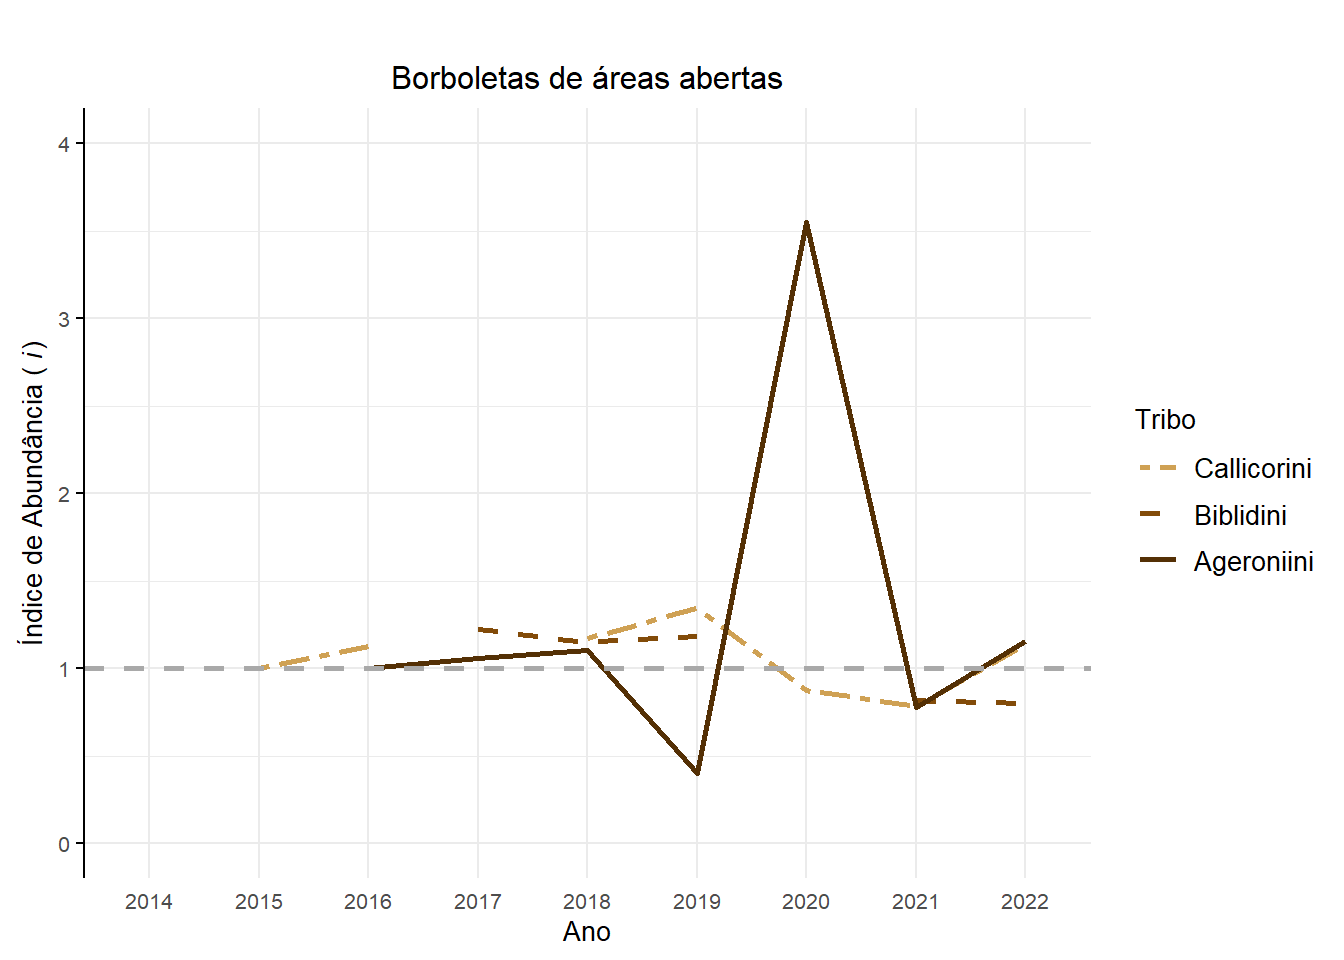 Borboletas de áreas abertas
Índice de Abundância ( i)
4
3
2
1
0
2014 2015 2016 2017 2018 2019 2020 2021 2022
Ano
Tribo
Callicorini
Biblidini
Ageroniini